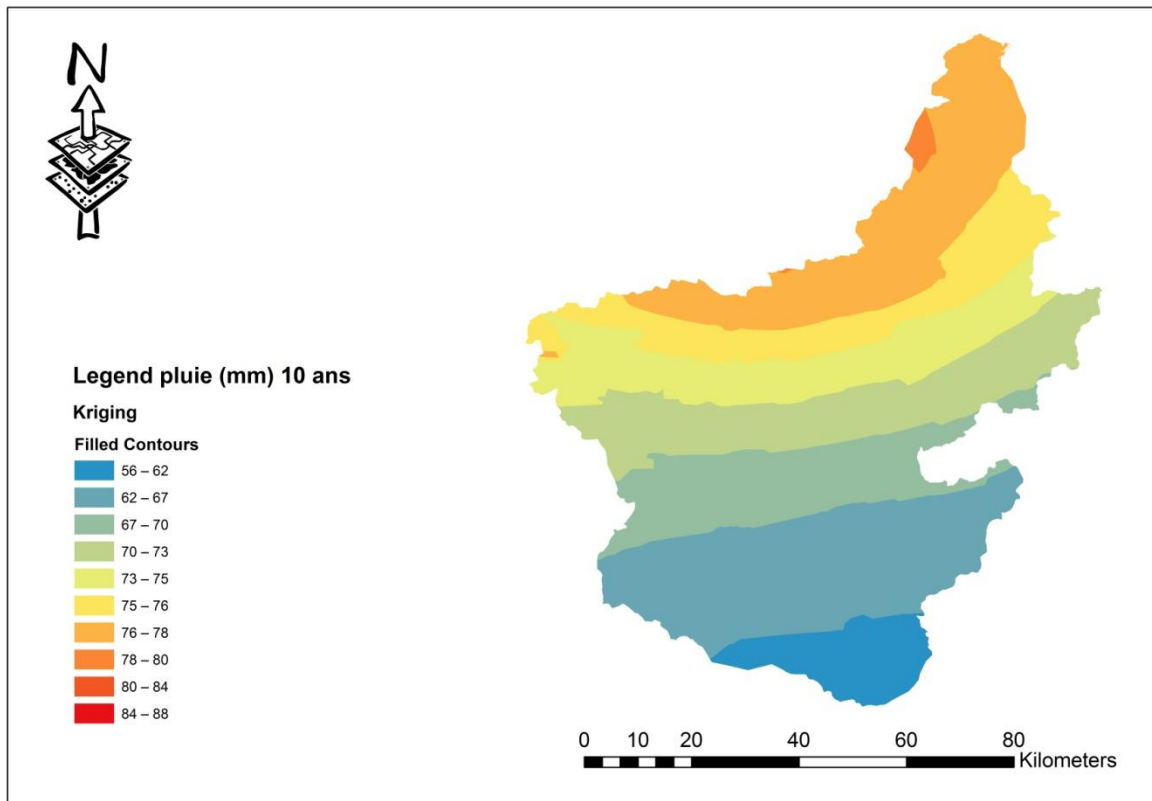 N
Legend pluie (mm) 10 ans
Kriging
Filled Contours
56 – 62
62 – 67
67 – 70
70 – 73
73 – 75
75 – 76
76 – 78
78 – 80
80 – 84
84 – 88
0 10 20 40 60 80
Kilometers